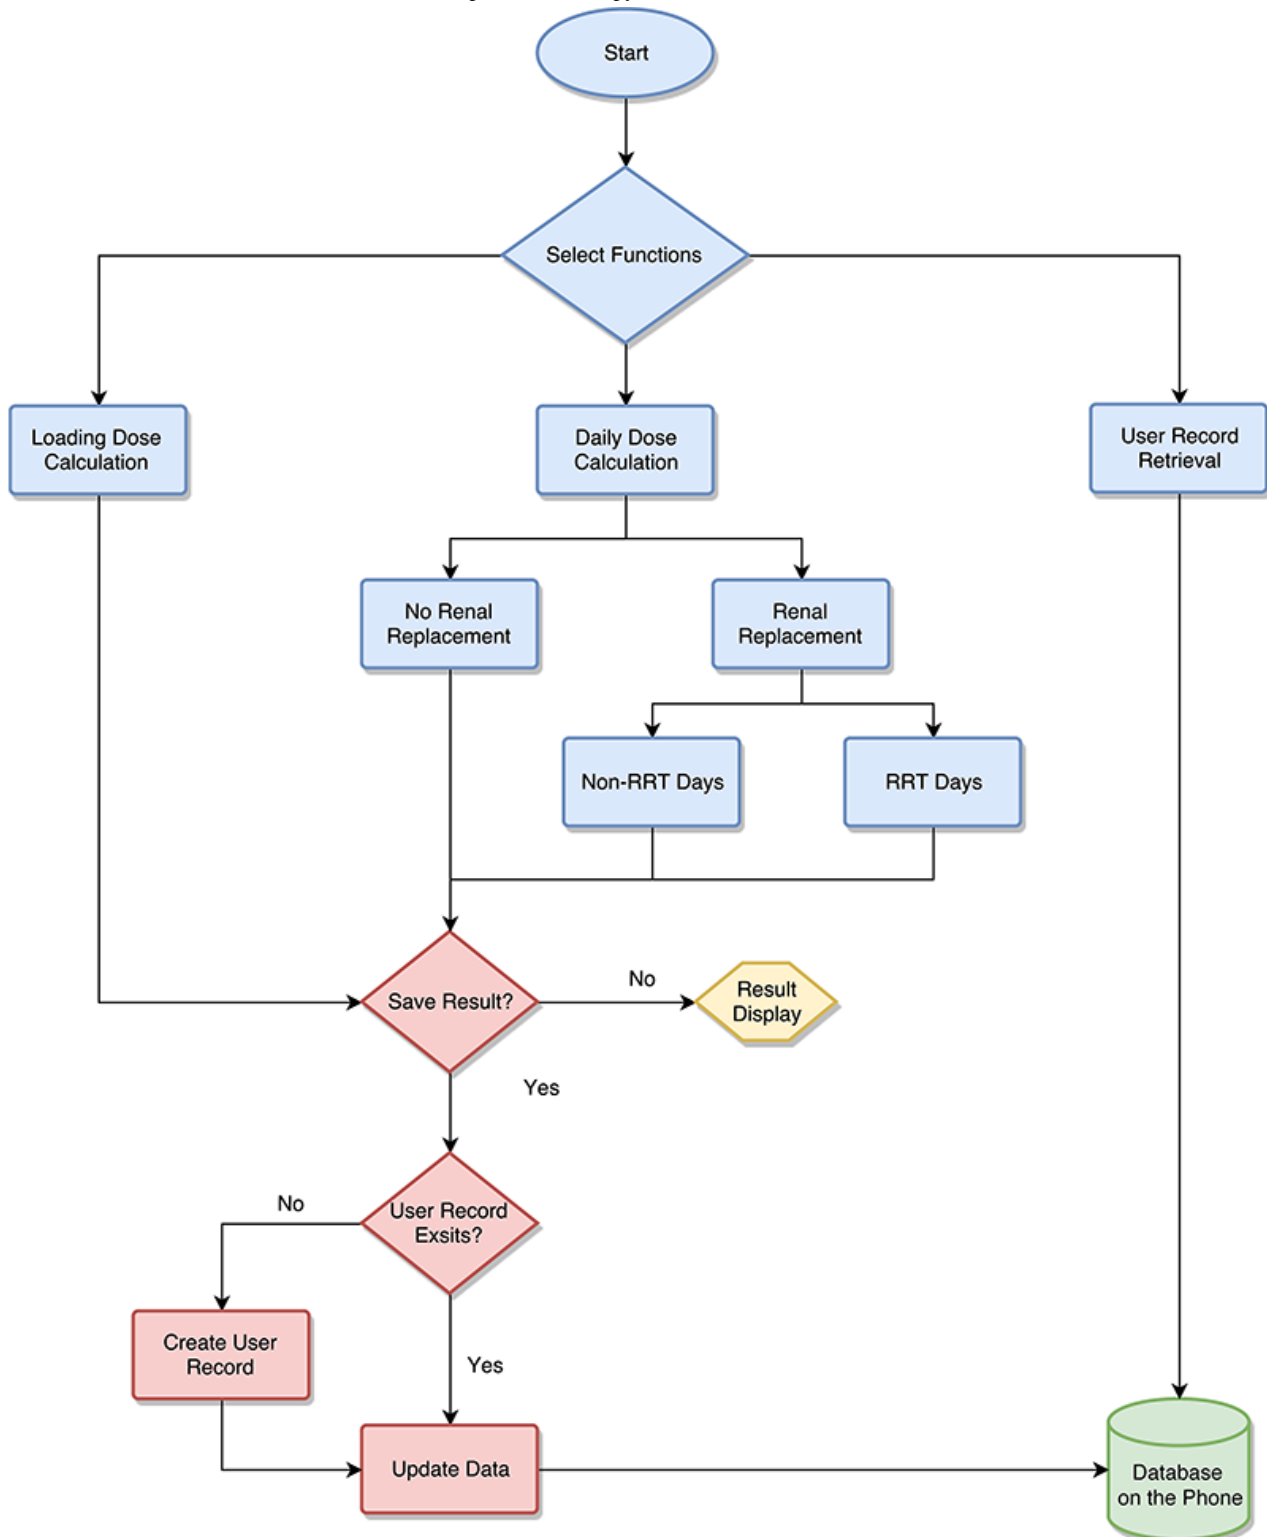 Start
Select Functions
Loading Dose
Calculation
Daily Dose
Calculation
User Record
Retrieval
No Renal
Replacement
Renal
Replacement
Non-RRT Days
RRT Days
Save Result?
No
Result
Display
Yes
User Record
Exsits?
No
Create User
Record
Yes
Update Data
Database
on the Phone